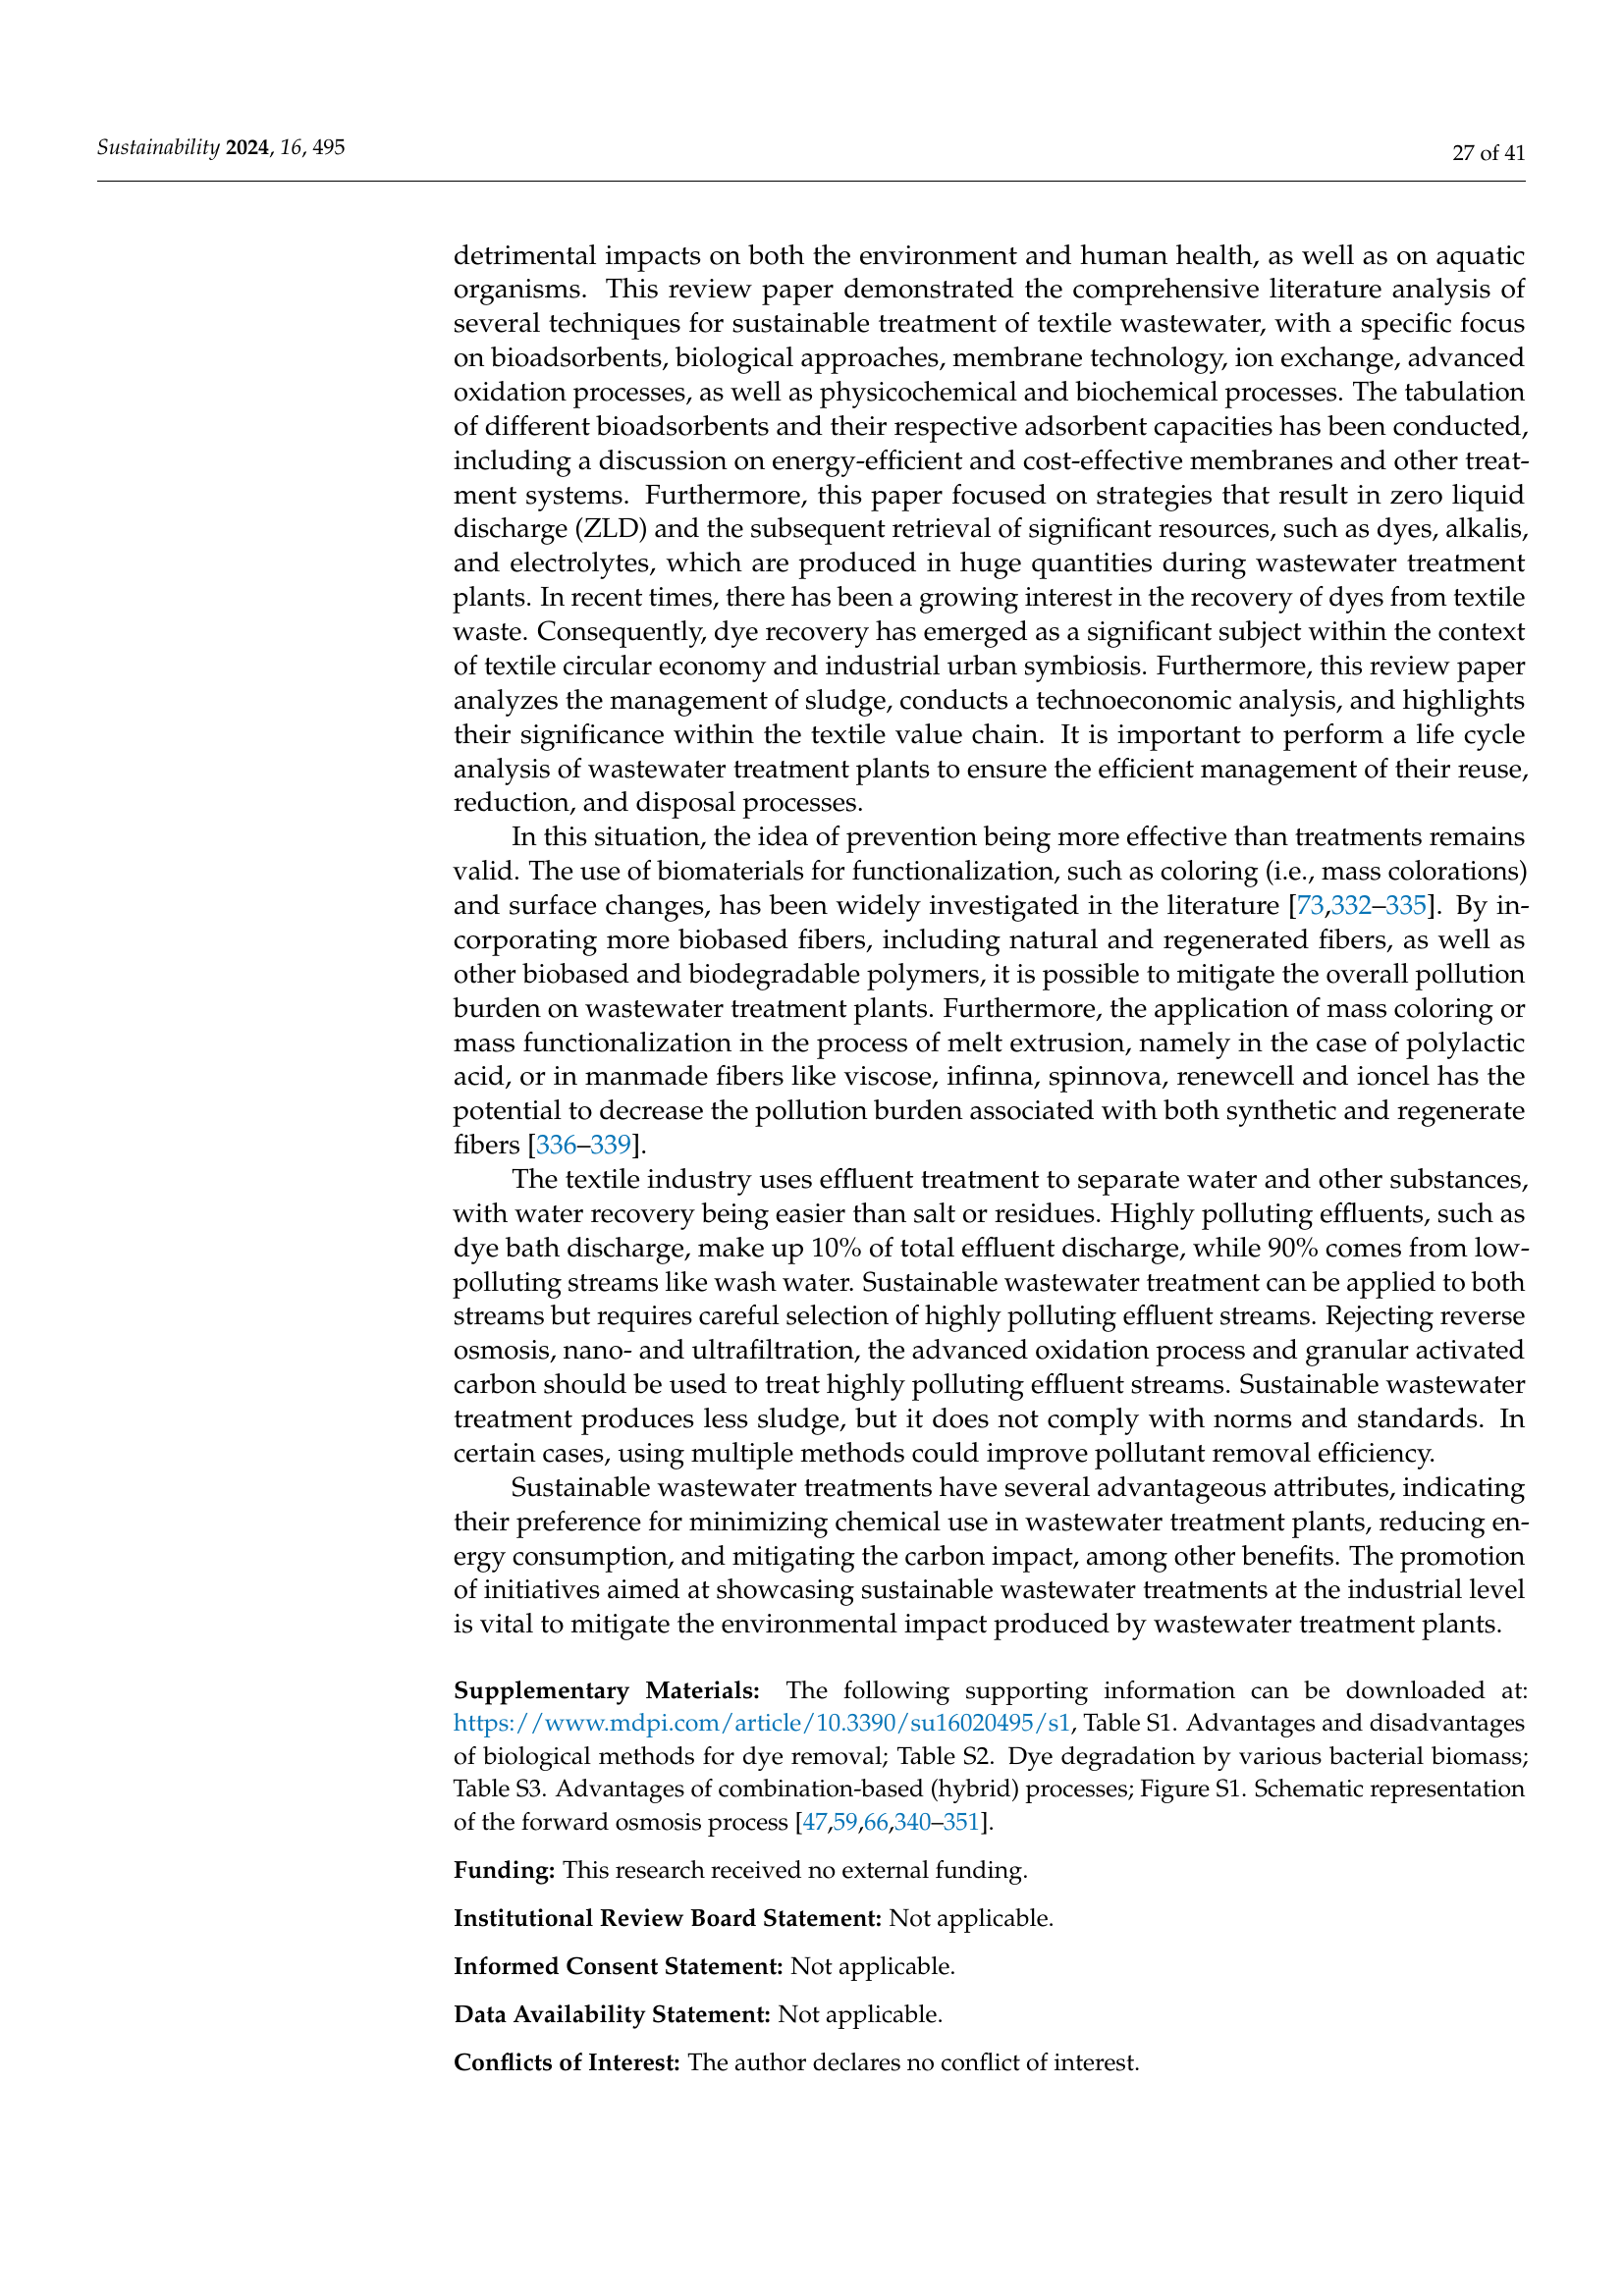 Sustainability 2024, 16, 495
27 of 41
detrimental impacts on both the environment and human health, as well as on aquatic
organisms. This review paper demonstrated the comprehensive literature analysis of
several techniques for sustainable treatment of textile wastewater, with a specific focus
on bioadsorbents, biological approaches, membrane technology, ion exchange, advanced
oxidation processes, as well as physicochemical and biochemical processes. The tabulation
of different bioadsorbents and their respective adsorbent capacities has been conducted,
including a discussion on energy-efficient and cost-effective membranes and other treat-
ment systems. Furthermore, this paper focused on strategies that result in zero liquid
discharge (ZLD) and the subsequent retrieval of significant resources, such as dyes, alkalis,
and electrolytes, which are produced in huge quantities during wastewater treatment
plants. In recent times, there has been a growing interest in the recovery of dyes from textile
waste. Consequently, dye recovery has emerged as a significant subject within the context
of textile circular economy and industrial urban symbiosis. Furthermore, this review paper
analyzes the management of sludge, conducts a technoeconomic analysis, and highlights
their significance within the textile value chain. It is important to perform a life cycle
analysis of wastewater treatment plants to ensure the efficient management of their reuse,
reduction, and disposal processes.
In this situation, the idea of prevention being more effective than treatments remains
valid. The use of biomaterials for functionalization, such as coloring (i.e., mass colorations)
and surface changes, has been widely investigated in the literature [73,332–335]. By in-
corporating more biobased fibers, including natural and regenerated fibers, as well as
other biobased and biodegradable polymers, it is possible to mitigate the overall pollution
burden on wastewater treatment plants. Furthermore, the application of mass coloring or
mass functionalization in the process of melt extrusion, namely in the case of polylactic
acid, or in manmade fibers like viscose, infinna, spinnova, renewcell and ioncel has the
potential to decrease the pollution burden associated with both synthetic and regenerate
fibers [336–339].
The textile industry uses effluent treatment to separate water and other substances,
with water recovery being easier than salt or residues. Highly polluting effluents, such as
dye bath discharge, make up 10% of total effluent discharge, while 90% comes from low-
polluting streams like wash water. Sustainable wastewater treatment can be applied to both
streams but requires careful selection of highly polluting effluent streams. Rejecting reverse
osmosis, nano- and ultrafiltration, the advanced oxidation process and granular activated
carbon should be used to treat highly polluting effluent streams. Sustainable wastewater
treatment produces less sludge, but it does not comply with norms and standards. In
certain cases, using multiple methods could improve pollutant removal efficiency.
Sustainable wastewater treatments have several advantageous attributes, indicating
their preference for minimizing chemical use in wastewater treatment plants, reducing en-
ergy consumption, and mitigating the carbon impact, among other benefits. The promotion
of initiatives aimed at showcasing sustainable wastewater treatments at the industrial level
is vital to mitigate the environmental impact produced by wastewater treatment plants.
Supplementary Materials: The following supporting information can be downloaded at:
https://www.mdpi.com/article/10.3390/su16020495/s1, Table S1. Advantages and disadvantages
of biological methods for dye removal; Table S2. Dye degradation by various bacterial biomass;
Table S3. Advantages of combination-based (hybrid) processes; Figure S1. Schematic representation
of the forward osmosis process [47,59,66,340–351].
Funding: This research received no external funding.
Institutional Review Board Statement: Not applicable.
Informed Consent Statement: Not applicable.
Data Availability Statement: Not applicable.
Conflicts of Interest: The author declares no conflict of interest.